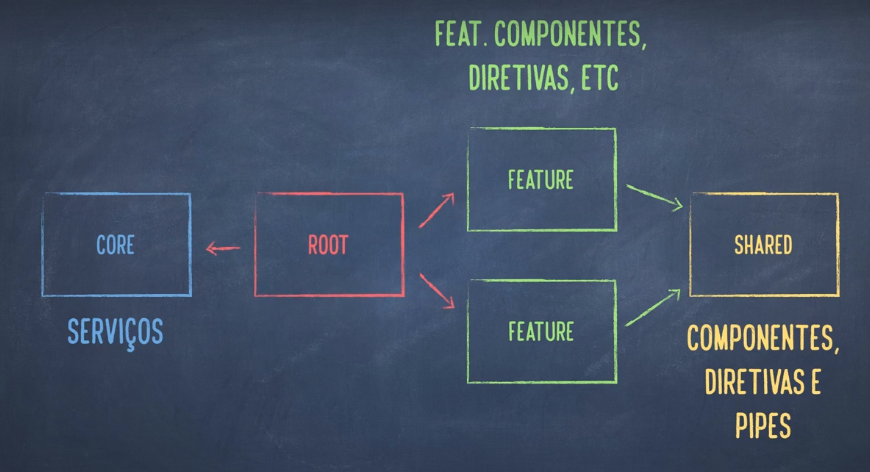 FEAT. COMPONENTES,
DIRETIVAS, ETC
FEATURE
CORE
ROOT
SHARED
SERVIÇOS
FEATURE
COMPONENTES,
DIRETIVAS E
PIPES